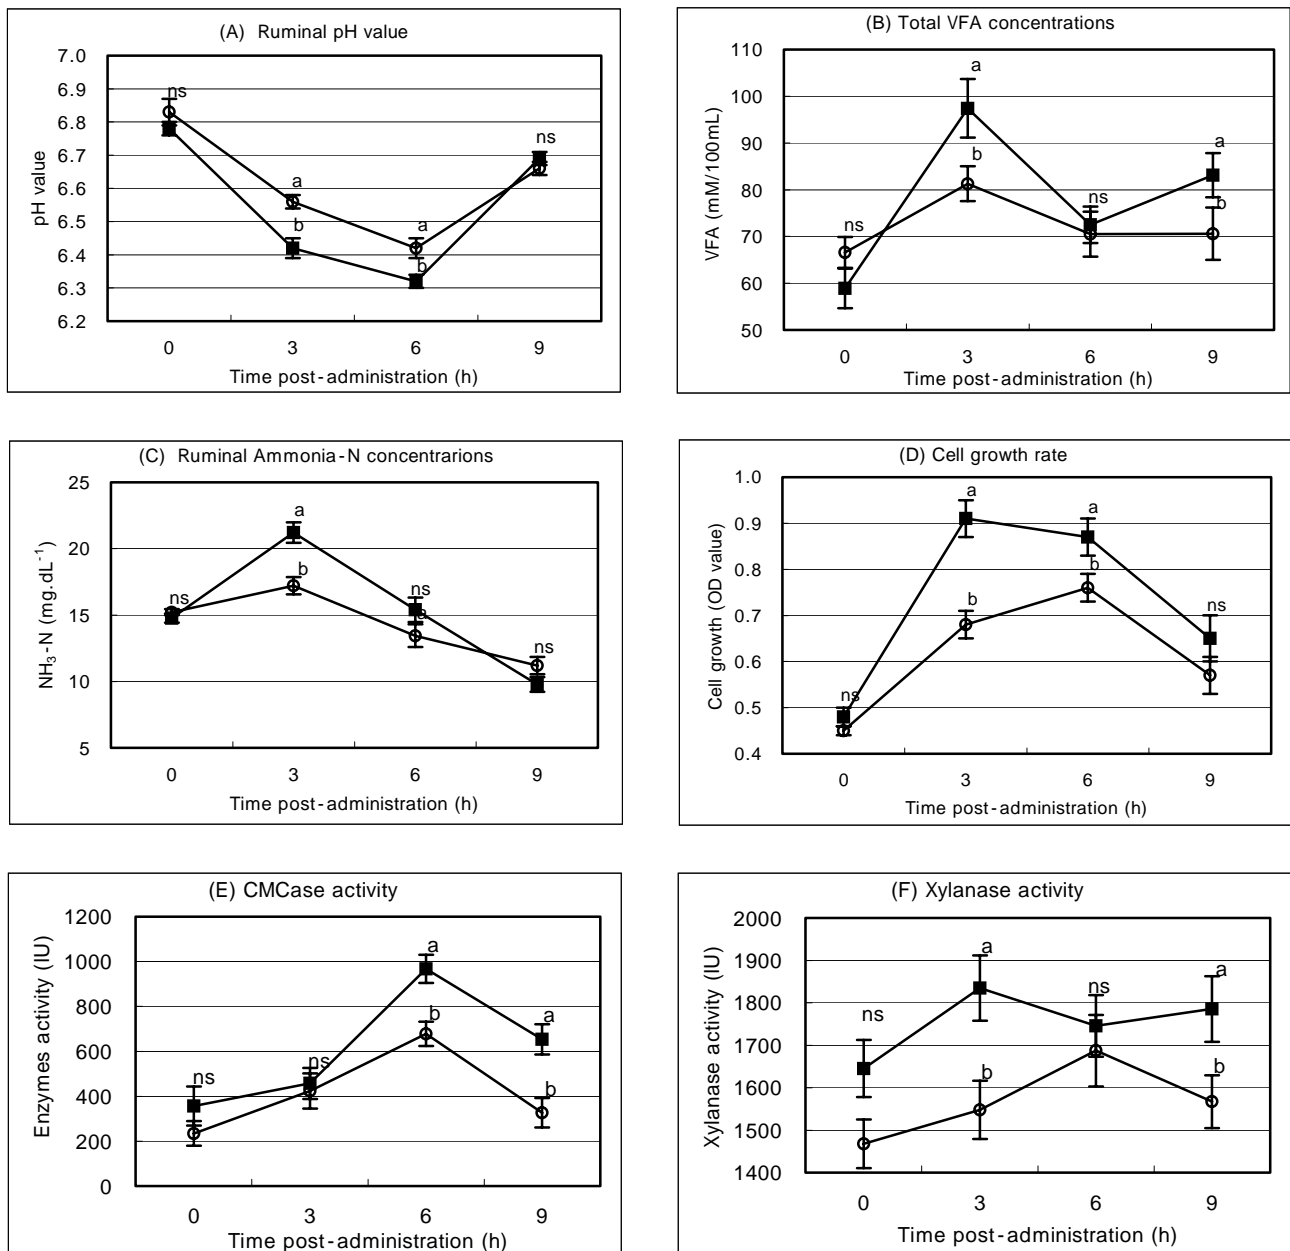 (A) Ruminal pH value
7.0
6.9
6.8
6.7
6.6
6.5
6.4
6.3
6.2
pH value
ns
a
b
a
b
ns
0 3 6 9
Time post-administration (h)
(B) Total VFA concentrations
110
100
90
80
70
60
50
VFA (mM/100mL)
ns
a
b
ns
a
b
0 3 6 9
Time post-administration (h)
(C) Ruminal Ammonia-N concentrarions
25
20
15
10
5
NH3-N (mg.dL-1)
ns
a
b
ns
a
ns
0 3 6 9
Time post-administration (h)
(D) Cell growth rate
1.0
0.9
0.8
0.7
0.6
0.5
0.4
Cell growth (OD value)
ns
a
b
a
b
ns
0 3 6 9
Time post-administration (h)
(E) CMCase activity
1200
1000
800
600
400
200
0
Enzymes activity (IU)
ns
ns
a
b
a
b
0 3 6 9
Time post-administration (h)
(F) Xylanase activity
2000
1900
1800
1700
1600
1500
1400
Xylanase activity (IU)
ns
a
b
ns
a
b
0 3 6 9
Time post-administration (h)